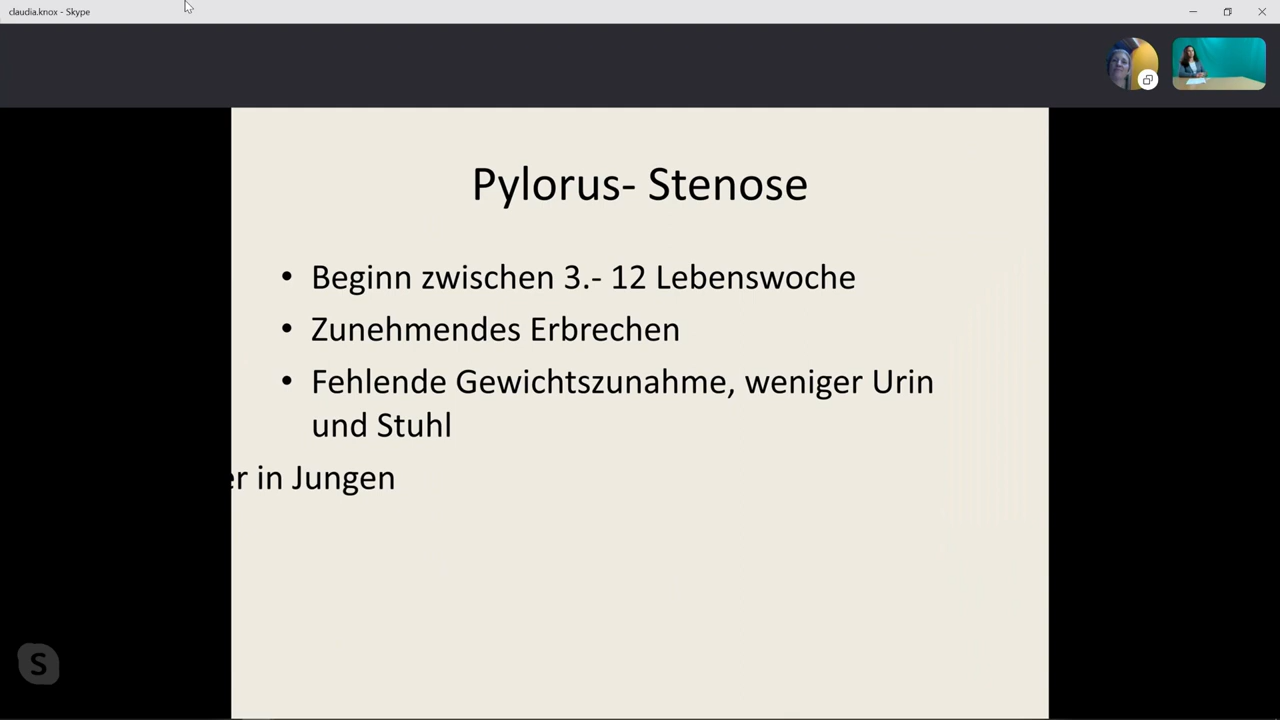 claudia.knox - Skype
Pylorus- Stenose
• Beginn zwischen 3.- 12 Lebenswoche
• Zunehmendes Erbrechen
• Fehlende Gewichtszunahme, weniger Urin
und Stuhl
er in Jungen
S